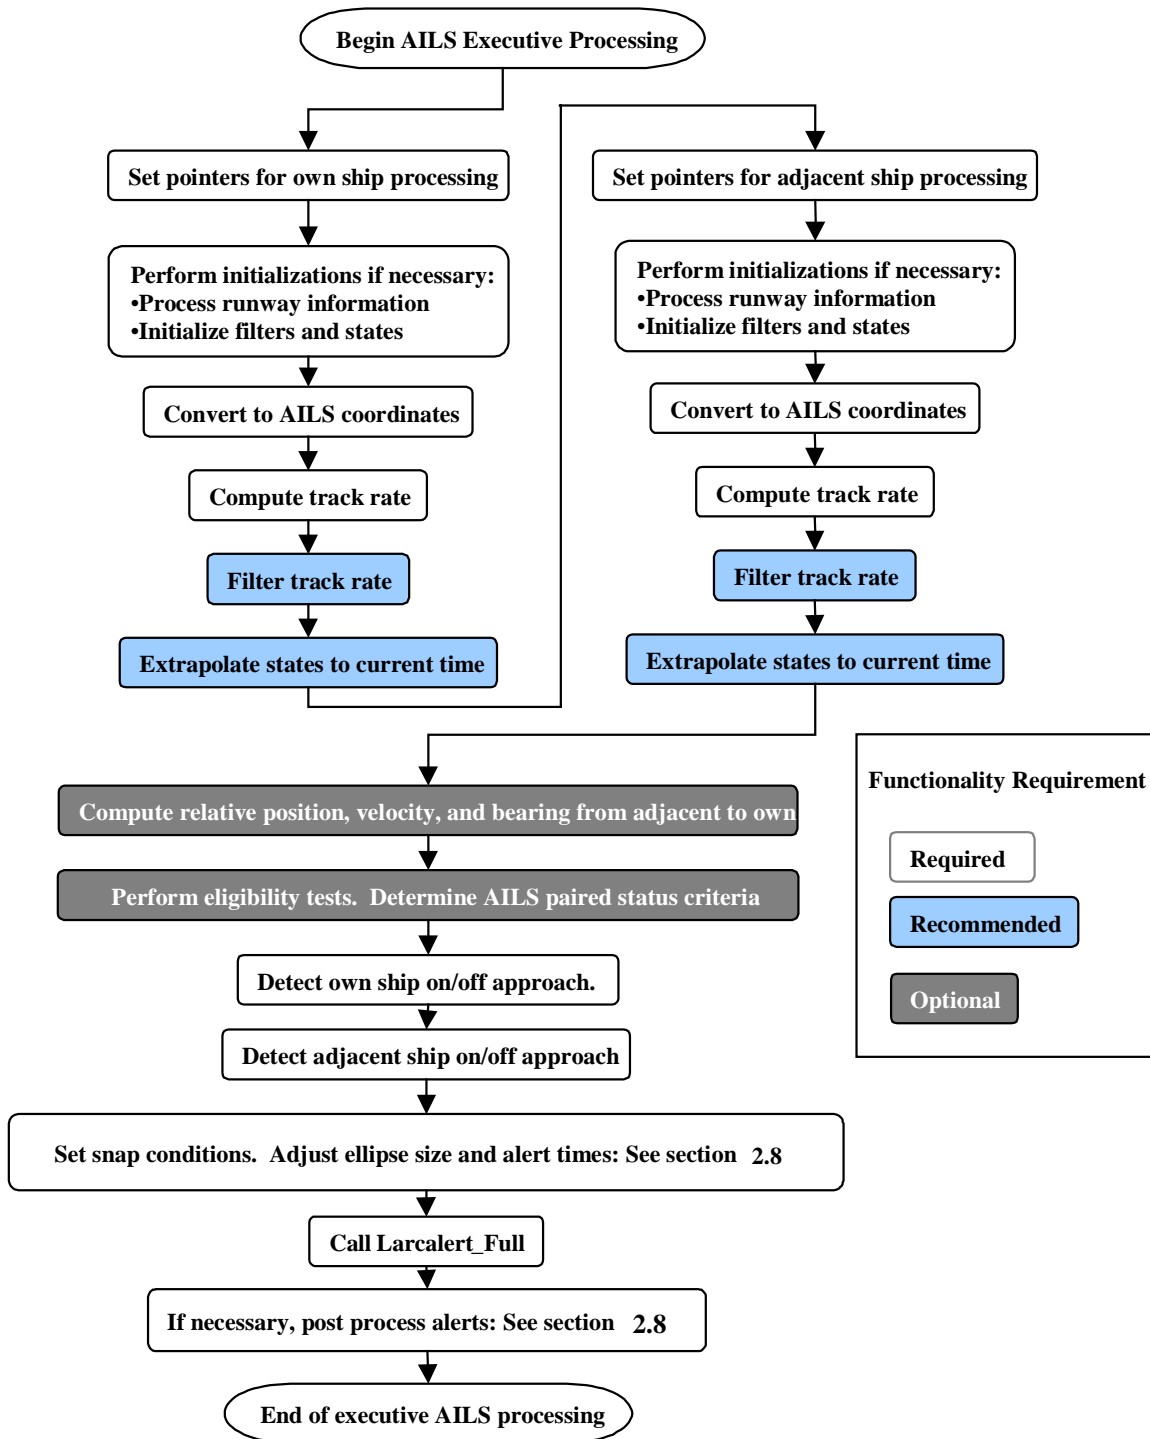 Begin AILS Executive Processing
Set pointers for own ship processing
Perform initializations if necessary:
•Process runway information
•Initialize filters and states
Convert to AILS coordinates
Compute track rate
Filter track rate
Extrapolate states to current time
Set pointers for adjacent ship processing
Perform initializations if necessary:
•Process runway information
•Initialize filters and states
Convert to AILS coordinates
Compute track rate
Filter track rate
Extrapolate states to current time
Compute relative position, velocity, and bearing from adjacent to own
Perform eligibility tests.  Determine AILS paired status criteria
Detect own ship on/off approach.
Detect adjacent ship on/off approach
Set snap conditions.  Adjust ellipse size and alert times: See section 2.8
Call Larcalert_Full
If necessary, post process alerts: See section 2.8
End of executive AILS processing
Functionality Requirement
Required
Recommended
Optional